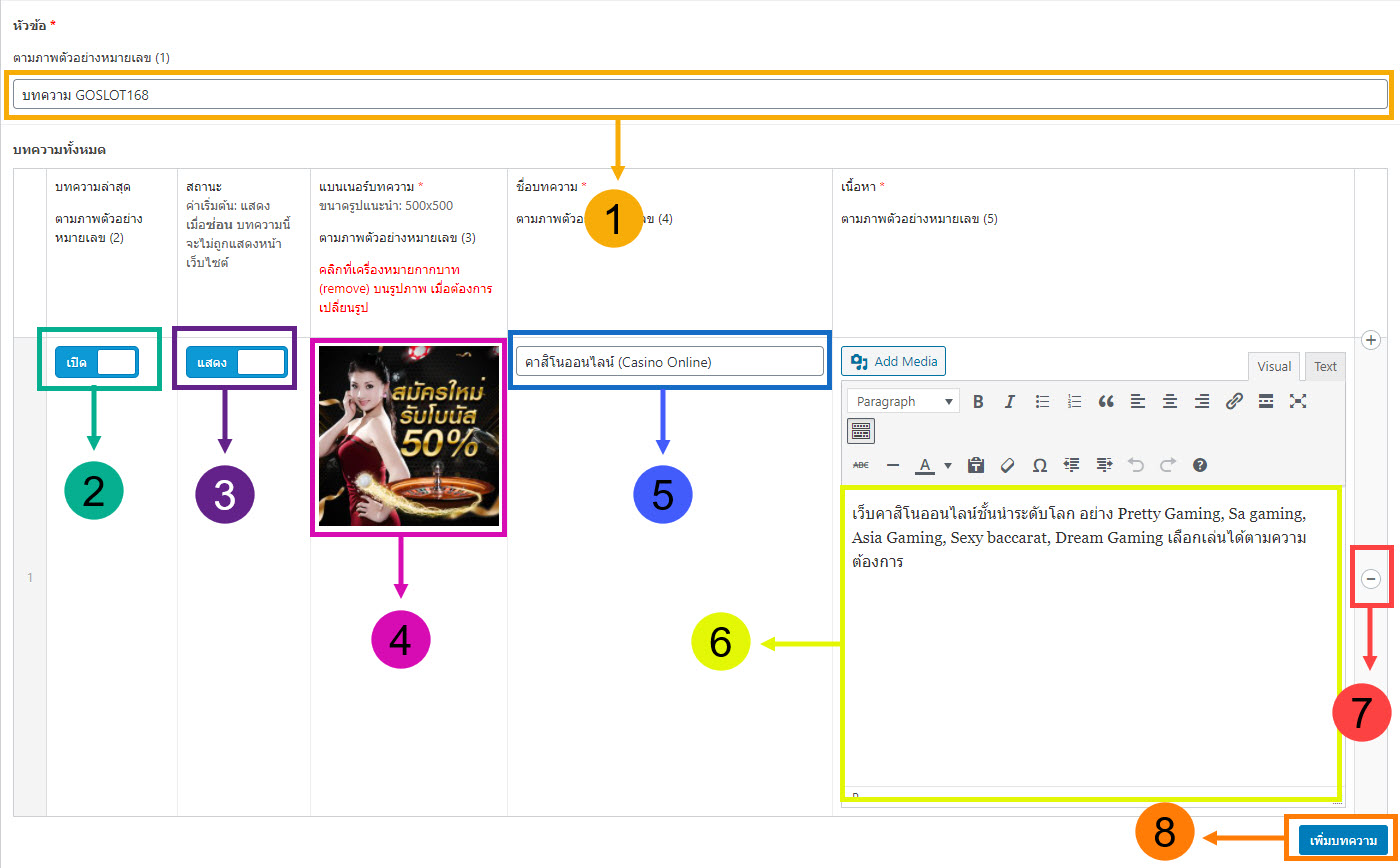 หัวข้อ *
ตามภาพตัวอย่างหมายเลข (1)
บทความ GOSLOT168
บทความทั้งหมด
บทความล่าสุด
ตามภาพตัวอย่าง
หมายเลข (2)
สถานะ
ค่าเริ่มต้น: แสดง
เมื่อซ่อน บทความนี้
จะไม่ถูกแสดงหน้า
เว็บไซต์
แบนเนอร์บทความ *
ขนาดรูปแนะนำ: 500x500
ตามภาพตัวอย่างหมายเลข (3)
คลิกที่เครื่องหมายกากบาท
(remove) บนรูปภาพ เมื่อต้องการ
เปลี่ยนรูป
ชื่อบทความ *
ตามภาพตัวอ ลข (4)
1
เนื้อหา *
ตามภาพตัวอย่างหมายเลข (5)
1
เปิด
2
แสดง
3
สมัครใหม่
รับโบนัส
50%
4
คาสิโนออนไลน์ (Casino Online)
5
Add Media
Visual
Text
Paragraph
B I
ABC A Ω
เว็บคาสิโนออนไลน์ชั้นนำระดับโลก อย่าง Pretty Gaming, Sa gaming,
Asia Gaming, Sexy baccarat, Dream Gaming เลือกเล่นได้ตามความ
ต้องการ
6
7
8
เพิ่มบทความ